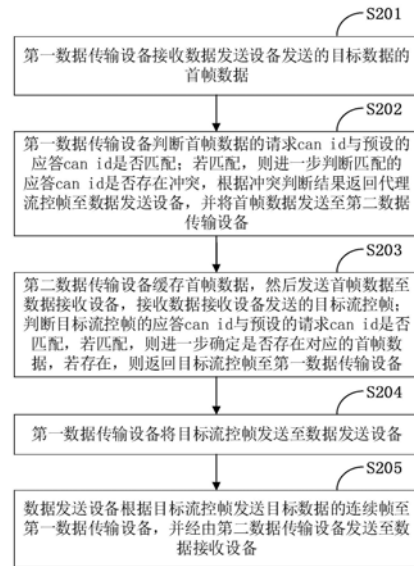 S201
第一数据传输设备接收数据发送设备发送的目标数据的
首帧数据
S202
第一数据传输设备判断首帧数据的请求can id与预设的
应答can id是否匹配；若匹配，则进一步判断匹配的
应答can id是否存在冲突，根据冲突判断结果返回代理
流控帧至数据发送设备，并将首帧数据发送至第二数据
传输设备
S203
第二数据传输设备缓存首帧数据，然后发送首帧数据至
数据接收设备，接收数据接收设备发送的目标流控帧；
判断目标流控帧的应答can id与预设的请求can id是否
匹配，若匹配，则进一步确定是否存在对应的首帧数
据，若存在，则返回目标流控帧至第一数据传输设备
S204
第一数据传输设备将目标流控帧发送至数据发送设备
S205
数据发送设备根据目标流控帧发送目标数据的连续帧至
第一数据传输设备，并经由第二数据传输设备发送至数
据接收设备